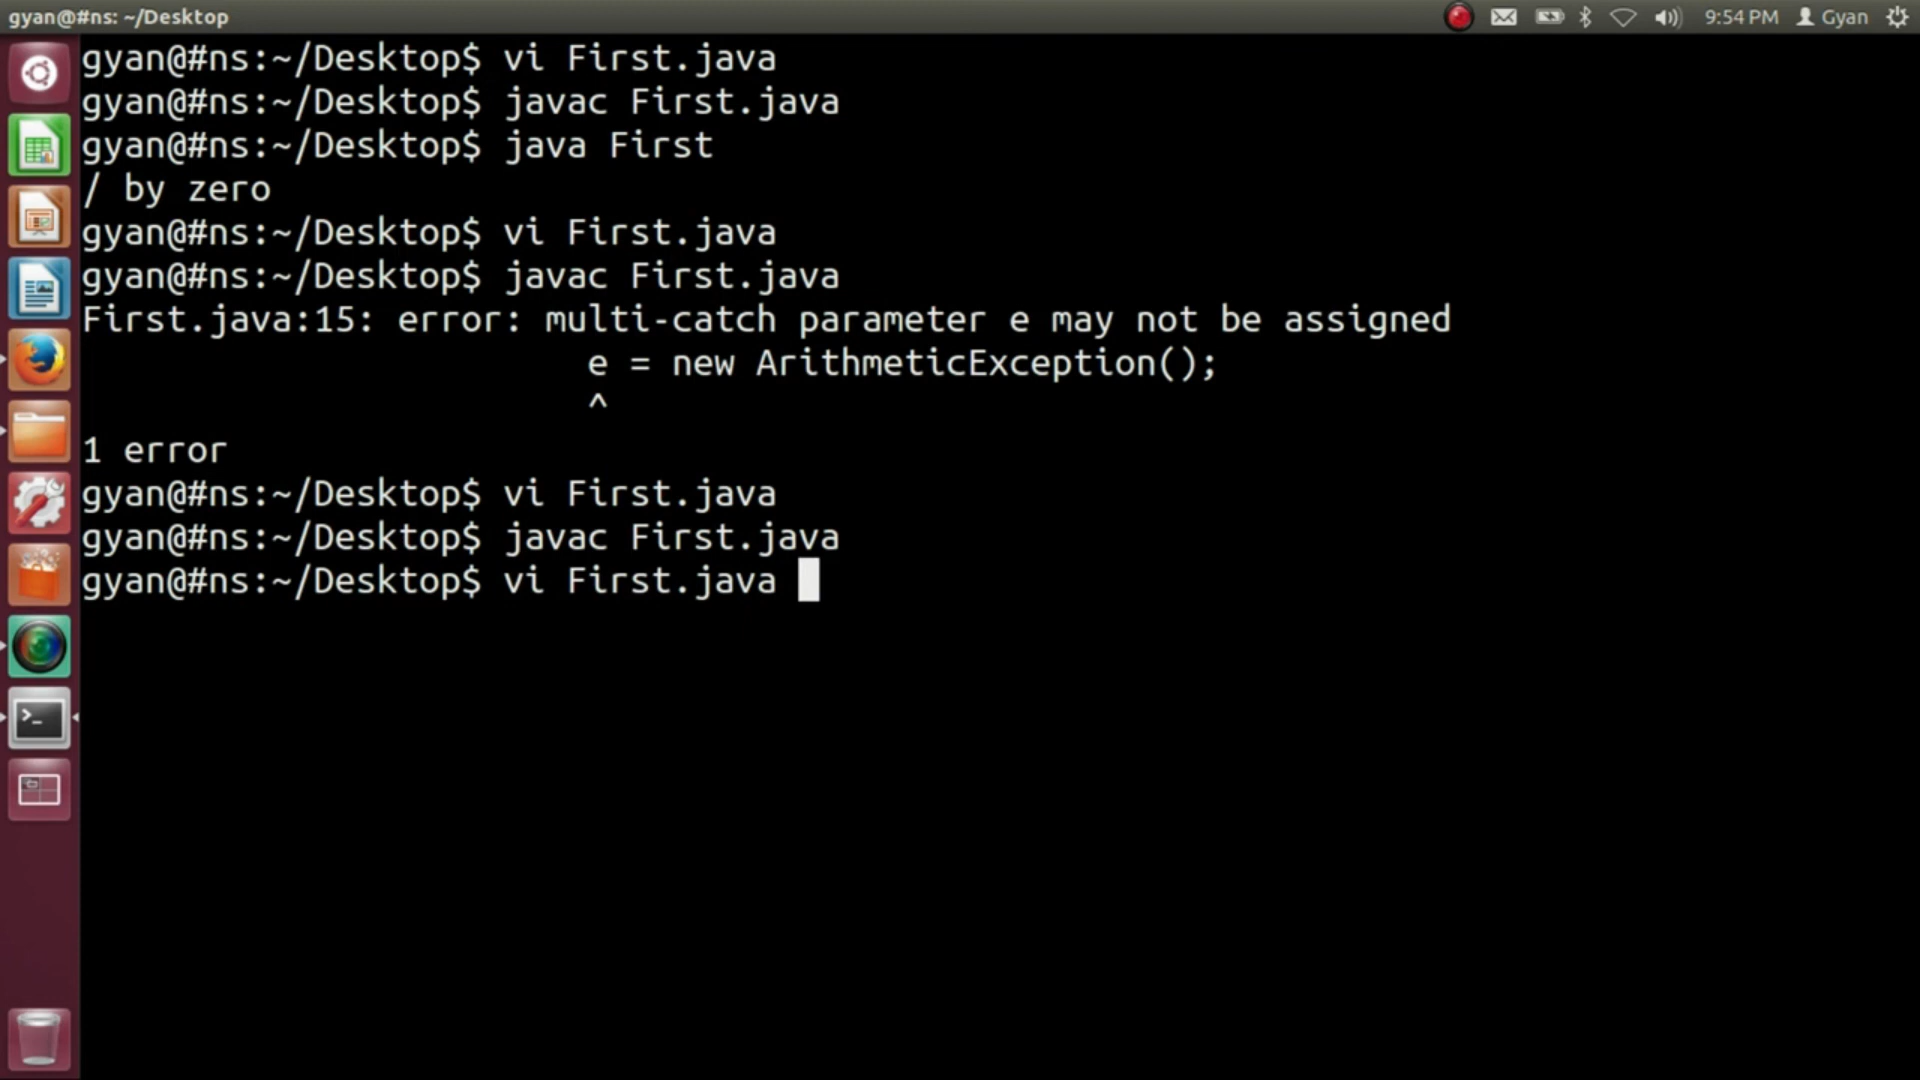 gyan@#ns: ~/Desktop
9:54 PM Gyan
gyan@#ns:~/Desktop$ vi First.java
gyan@#ns:~/Desktop$ javac First.java
gyan@#ns:~/Desktop$ java First
/ by zero
gyan@#ns:~/Desktop$ vi First.java
gyan@#ns:~/Desktop$ javac First.java
First.java:15: error: multi-catch parameter e may not be assigned
e = new ArithmeticException();
^
1 error
gyan@#ns:~/Desktop$ vi First.java
gyan@#ns:~/Desktop$ javac First.java
gyan@#ns:~/Desktop$ vi First.java